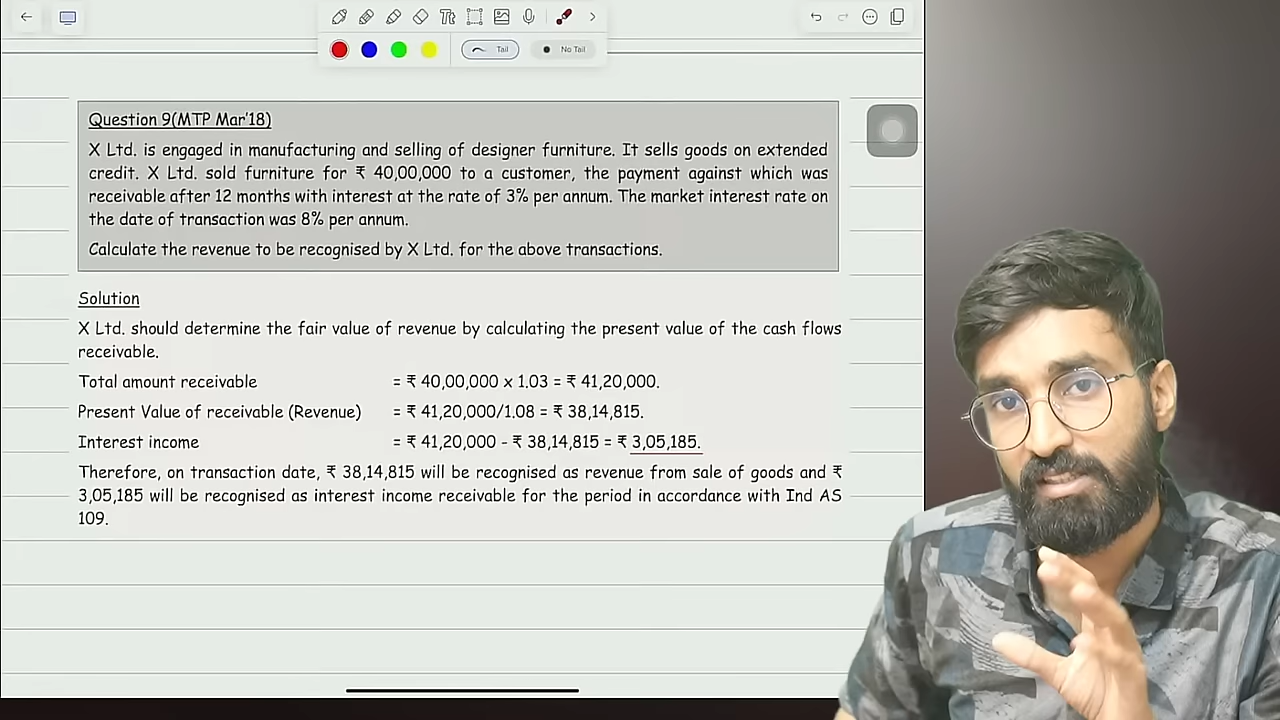 Tt
Tail
No Tail
Question 9(MTP Mar'18)
X Ltd. is engaged in manufacturing and selling of designer furniture. It sells goods on extended
credit. X Ltd. sold furniture for ₹ 40,00,000 to a customer, the payment against which was
receivable after 12 months with interest at the rate of 3% per annum. The market interest rate on
the date of transaction was 8% per annum.
Calculate the revenue to be recognised by X Ltd. for the above transactions.
Solution
X Ltd. should determine the fair value of revenue by calculating the present value of the cash flows
receivable.
Total amount receivable = ₹ 40,00,000 x 1.03 = ₹ 41,20,000.
Present Value of receivable (Revenue) = ₹ 41,20,000/1.08 = ₹ 38,14,815.
Interest income = ₹ 41,20,000 - ₹ 38,14,815 = ₹ 3,05,185.
Therefore, on transaction date, ₹ 38,14,815 will be recognised as revenue from sale of goods and ₹
3,05,185 will be recognised as interest income receivable for the period in accordance with Ind AS
109.